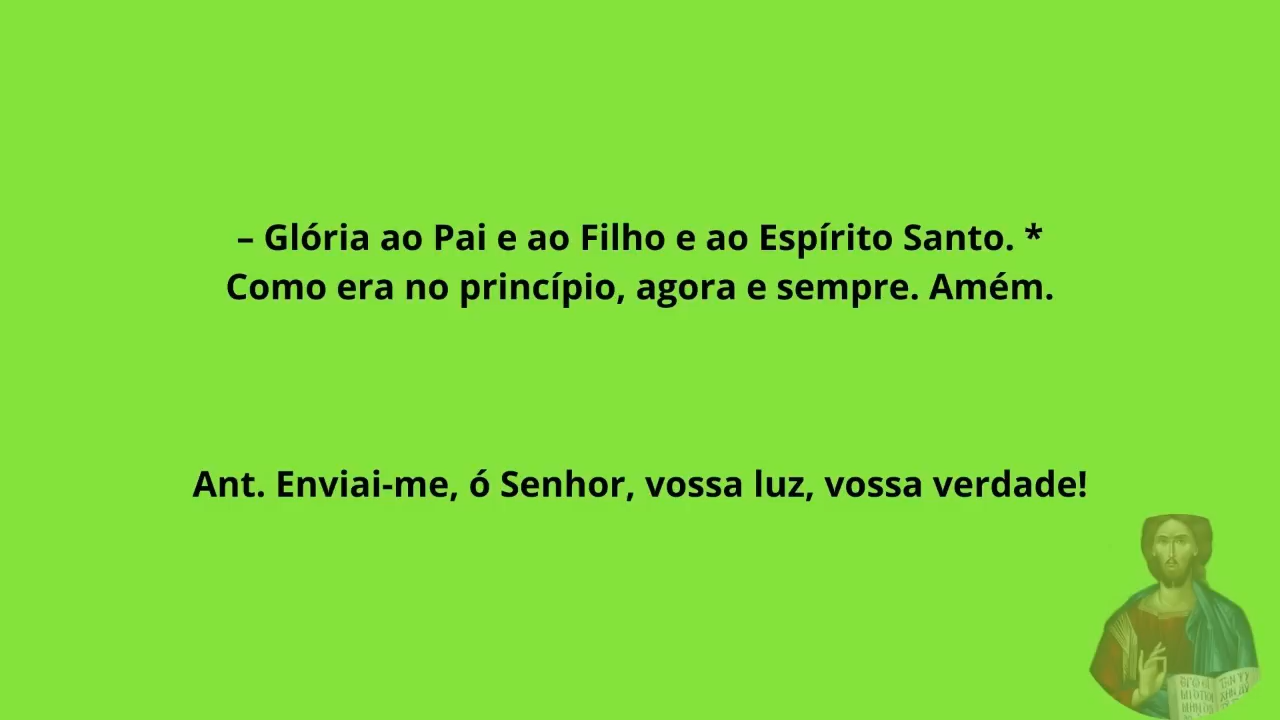 – Glória ao Pai e ao Filho e ao Espírito Santo. *
Como era no princípio, agora e sempre. Amém.
Ant. Enviai-me, ó Senhor, vossa luz, vossa verdade!